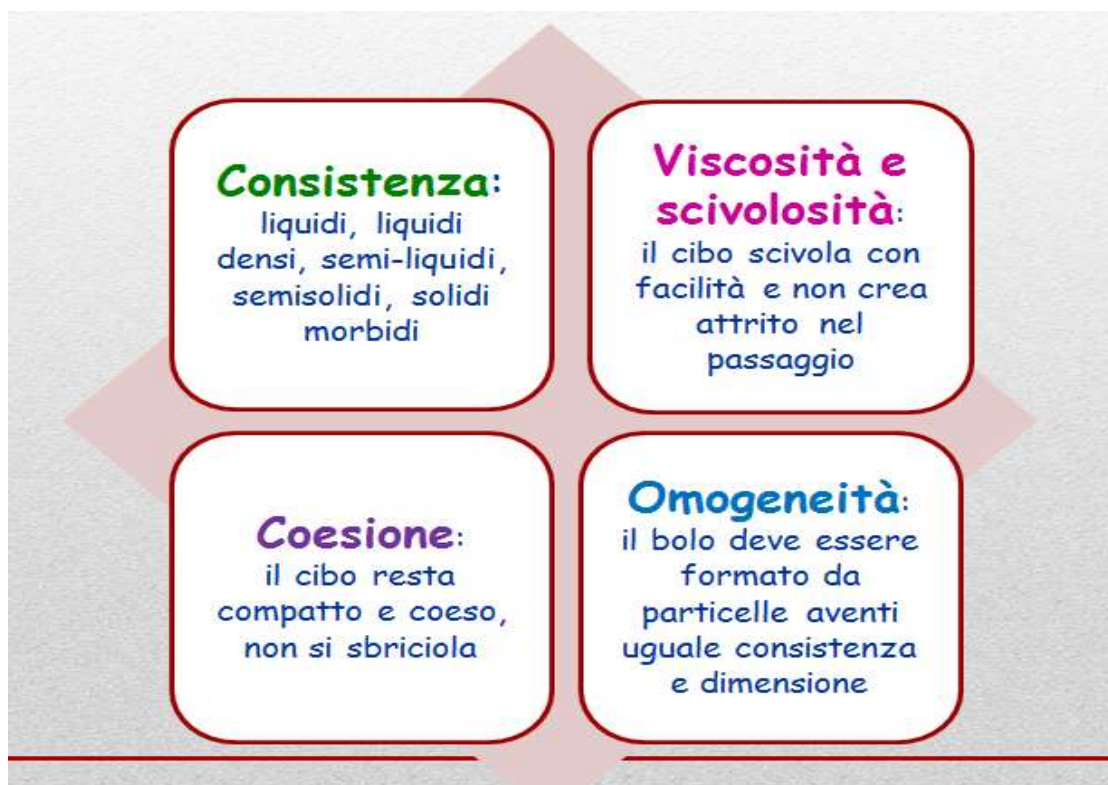 Consistenza:
liquidi, liquidi
densi, semi-liquidi,
semisolidi, solidi
morbidi
Viscosità e
scivolosità:
il cibo scivola con
facilità e non crea
attrito nel
passaggio
Coesione:
il cibo resta
compatto e coeso,
non si sbriciola
Omogeneità:
il bolo deve essere
formato da
particelle aventi
uguale consistenza
e dimensione